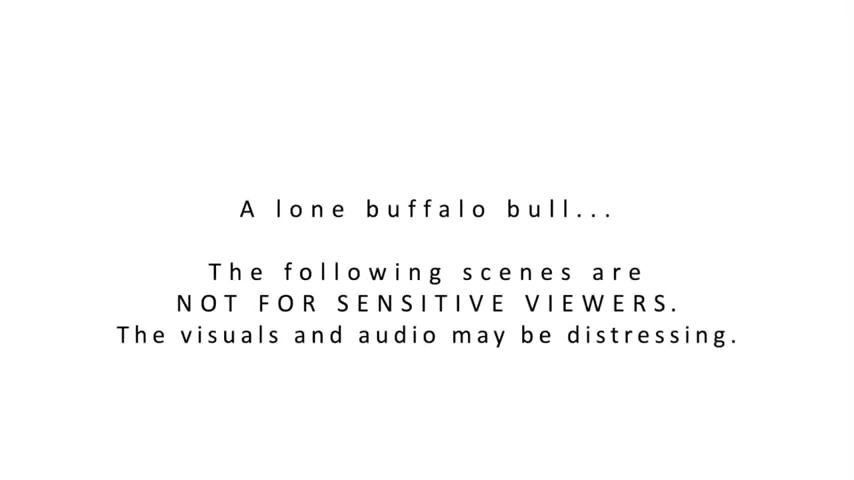 A lone buffalo bull...
The following scenes are
NOT FOR SENSITIVE VIEWERS.
The visuals and audio may be distressing.